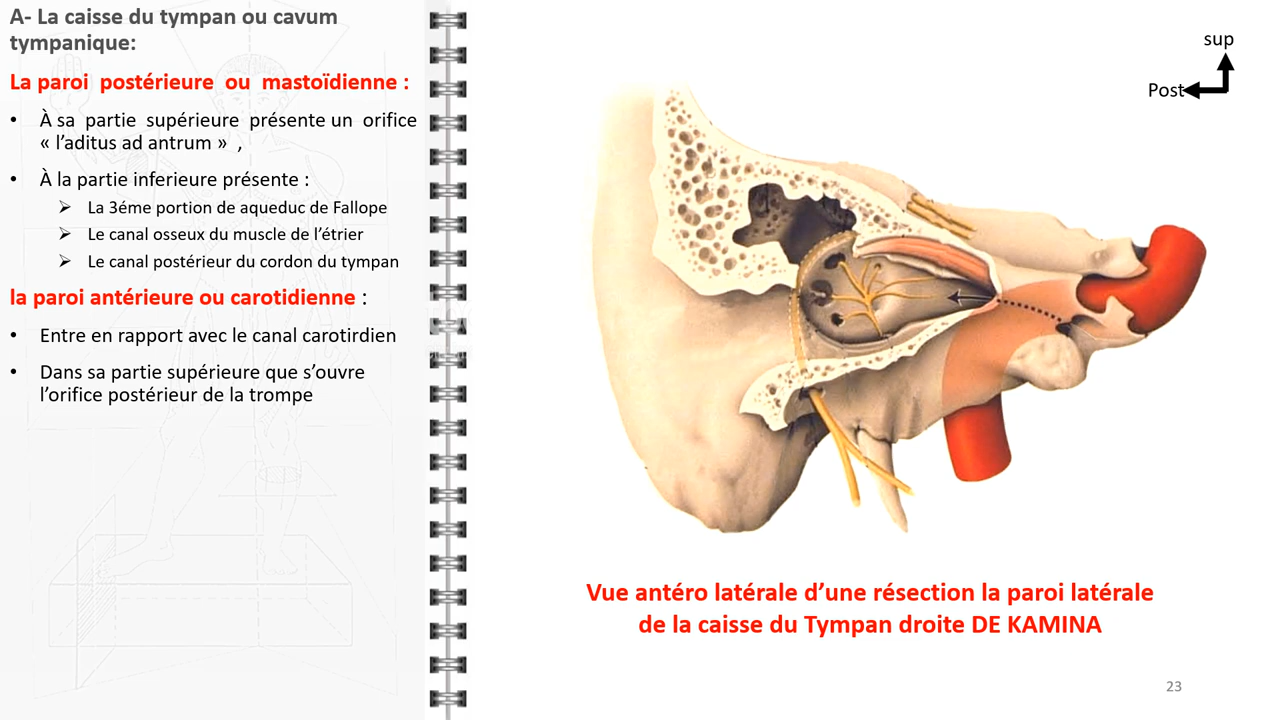 A- La caisse du tympan ou cavum
tympanique:
La paroi postérieure ou mastoïdienne :
• À sa partie supérieure présente un orifice
« l’aditus ad antrum » ,
• À la partie inferieure présente :
➢ La 3éme portion de aqueduc de Fallope
➢ Le canal osseux du muscle de l’étrier
➢ Le canal postérieur du cordon du tympan
la paroi antérieure ou carotidienne :
• Entre en rapport avec le canal carotirdien
• Dans sa partie supérieure que s’ouvre
l’orifice postérieur de la trompe
sup
Post
Vue antéro latérale d’une résection la paroi latérale
de la caisse du Tympan droite DE KAMINA
23